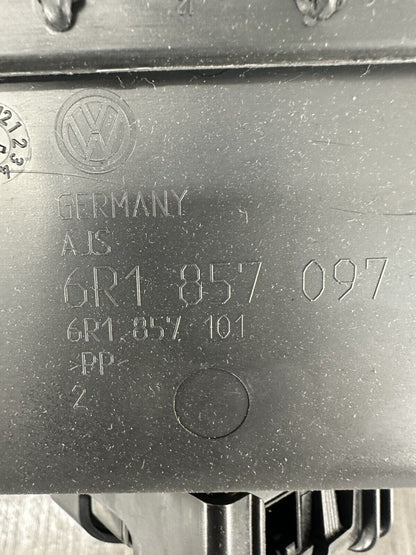 GERMANY
AJS
6R1 857 097
6R1 857 101
>PP<
2